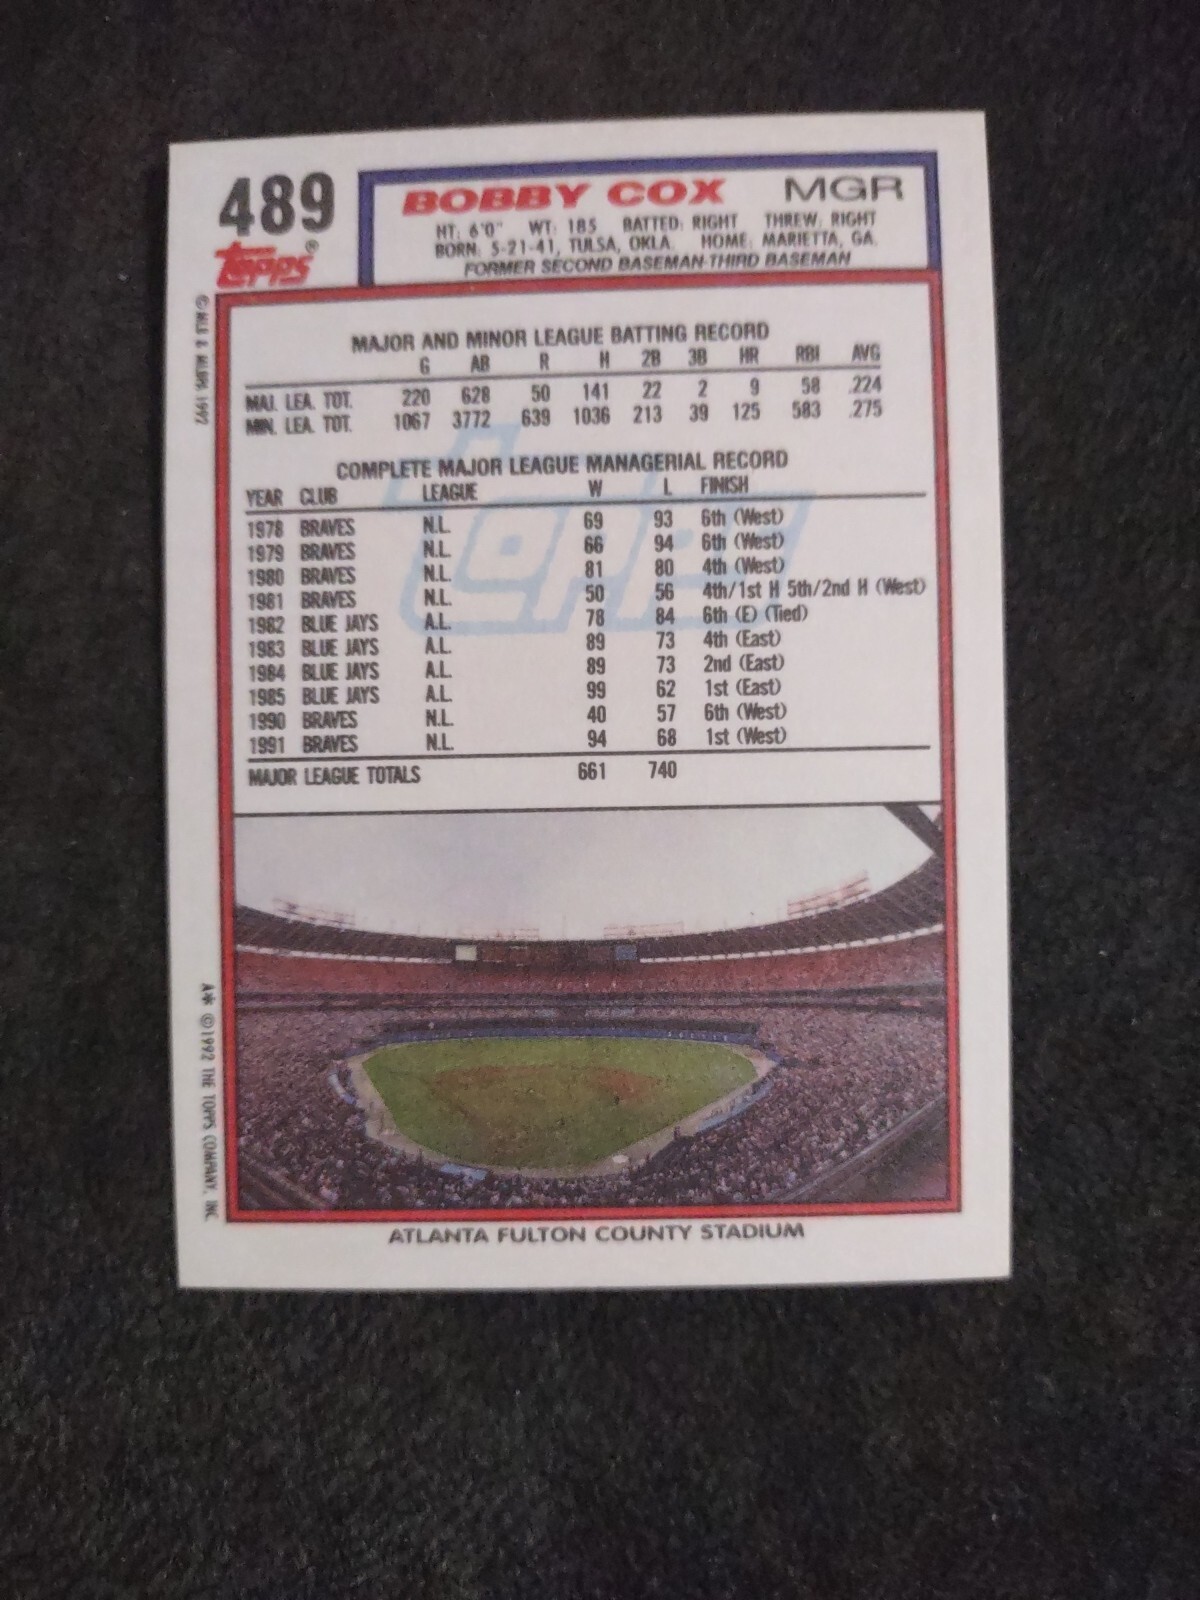 489
BOBBY COX MGR
HT: 6'0" WT: 185 BATTED: RIGHT THREW: RIGHT
BORN: 5-21-41, TULSA, OKLA. HOME: MARIETTA, GA.
FORMER SECOND BASEMAN-THIRD BASEMAN
Topps®
© MLB & MLBPA 1992
MAJOR AND MINOR LEAGUE BATTING RECORD
G AB R H 2B 3B HR RBI AVG
MAJ. LEA. TOT. 220 628 50 141 22 2 9 58 .224
MIN. LEA. TOT. 1067 3772 639 1036 213 39 125 583 .275
COMPLETE MAJOR LEAGUE MANAGERIAL RECORD
YEAR CLUB LEAGUE W L FINISH
1978 BRAVES N.L. 69 93 6th (West)
1979 BRAVES N.L. 66 94 6th (West)
1980 BRAVES N.L. 81 80 4th (West)
1981 BRAVES N.L. 50 56 4th/1st H 5th/2nd H (West)
1982 BLUE JAYS A.L. 78 84 6th (E) (Tied)
1983 BLUE JAYS A.L. 89 73 4th (East)
1984 BLUE JAYS A.L. 89 73 2nd (East)
1985 BLUE JAYS A.L. 99 62 1st (East)
1990 BRAVES N.L. 40 57 6th (West)
1991 BRAVES N.L. 94 68 1st (West)
MAJOR LEAGUE TOTALS 661 740
Topps
A* ©1992 THE TOPPS COMPANY, INC.
ATLANTA FULTON COUNTY STADIUM